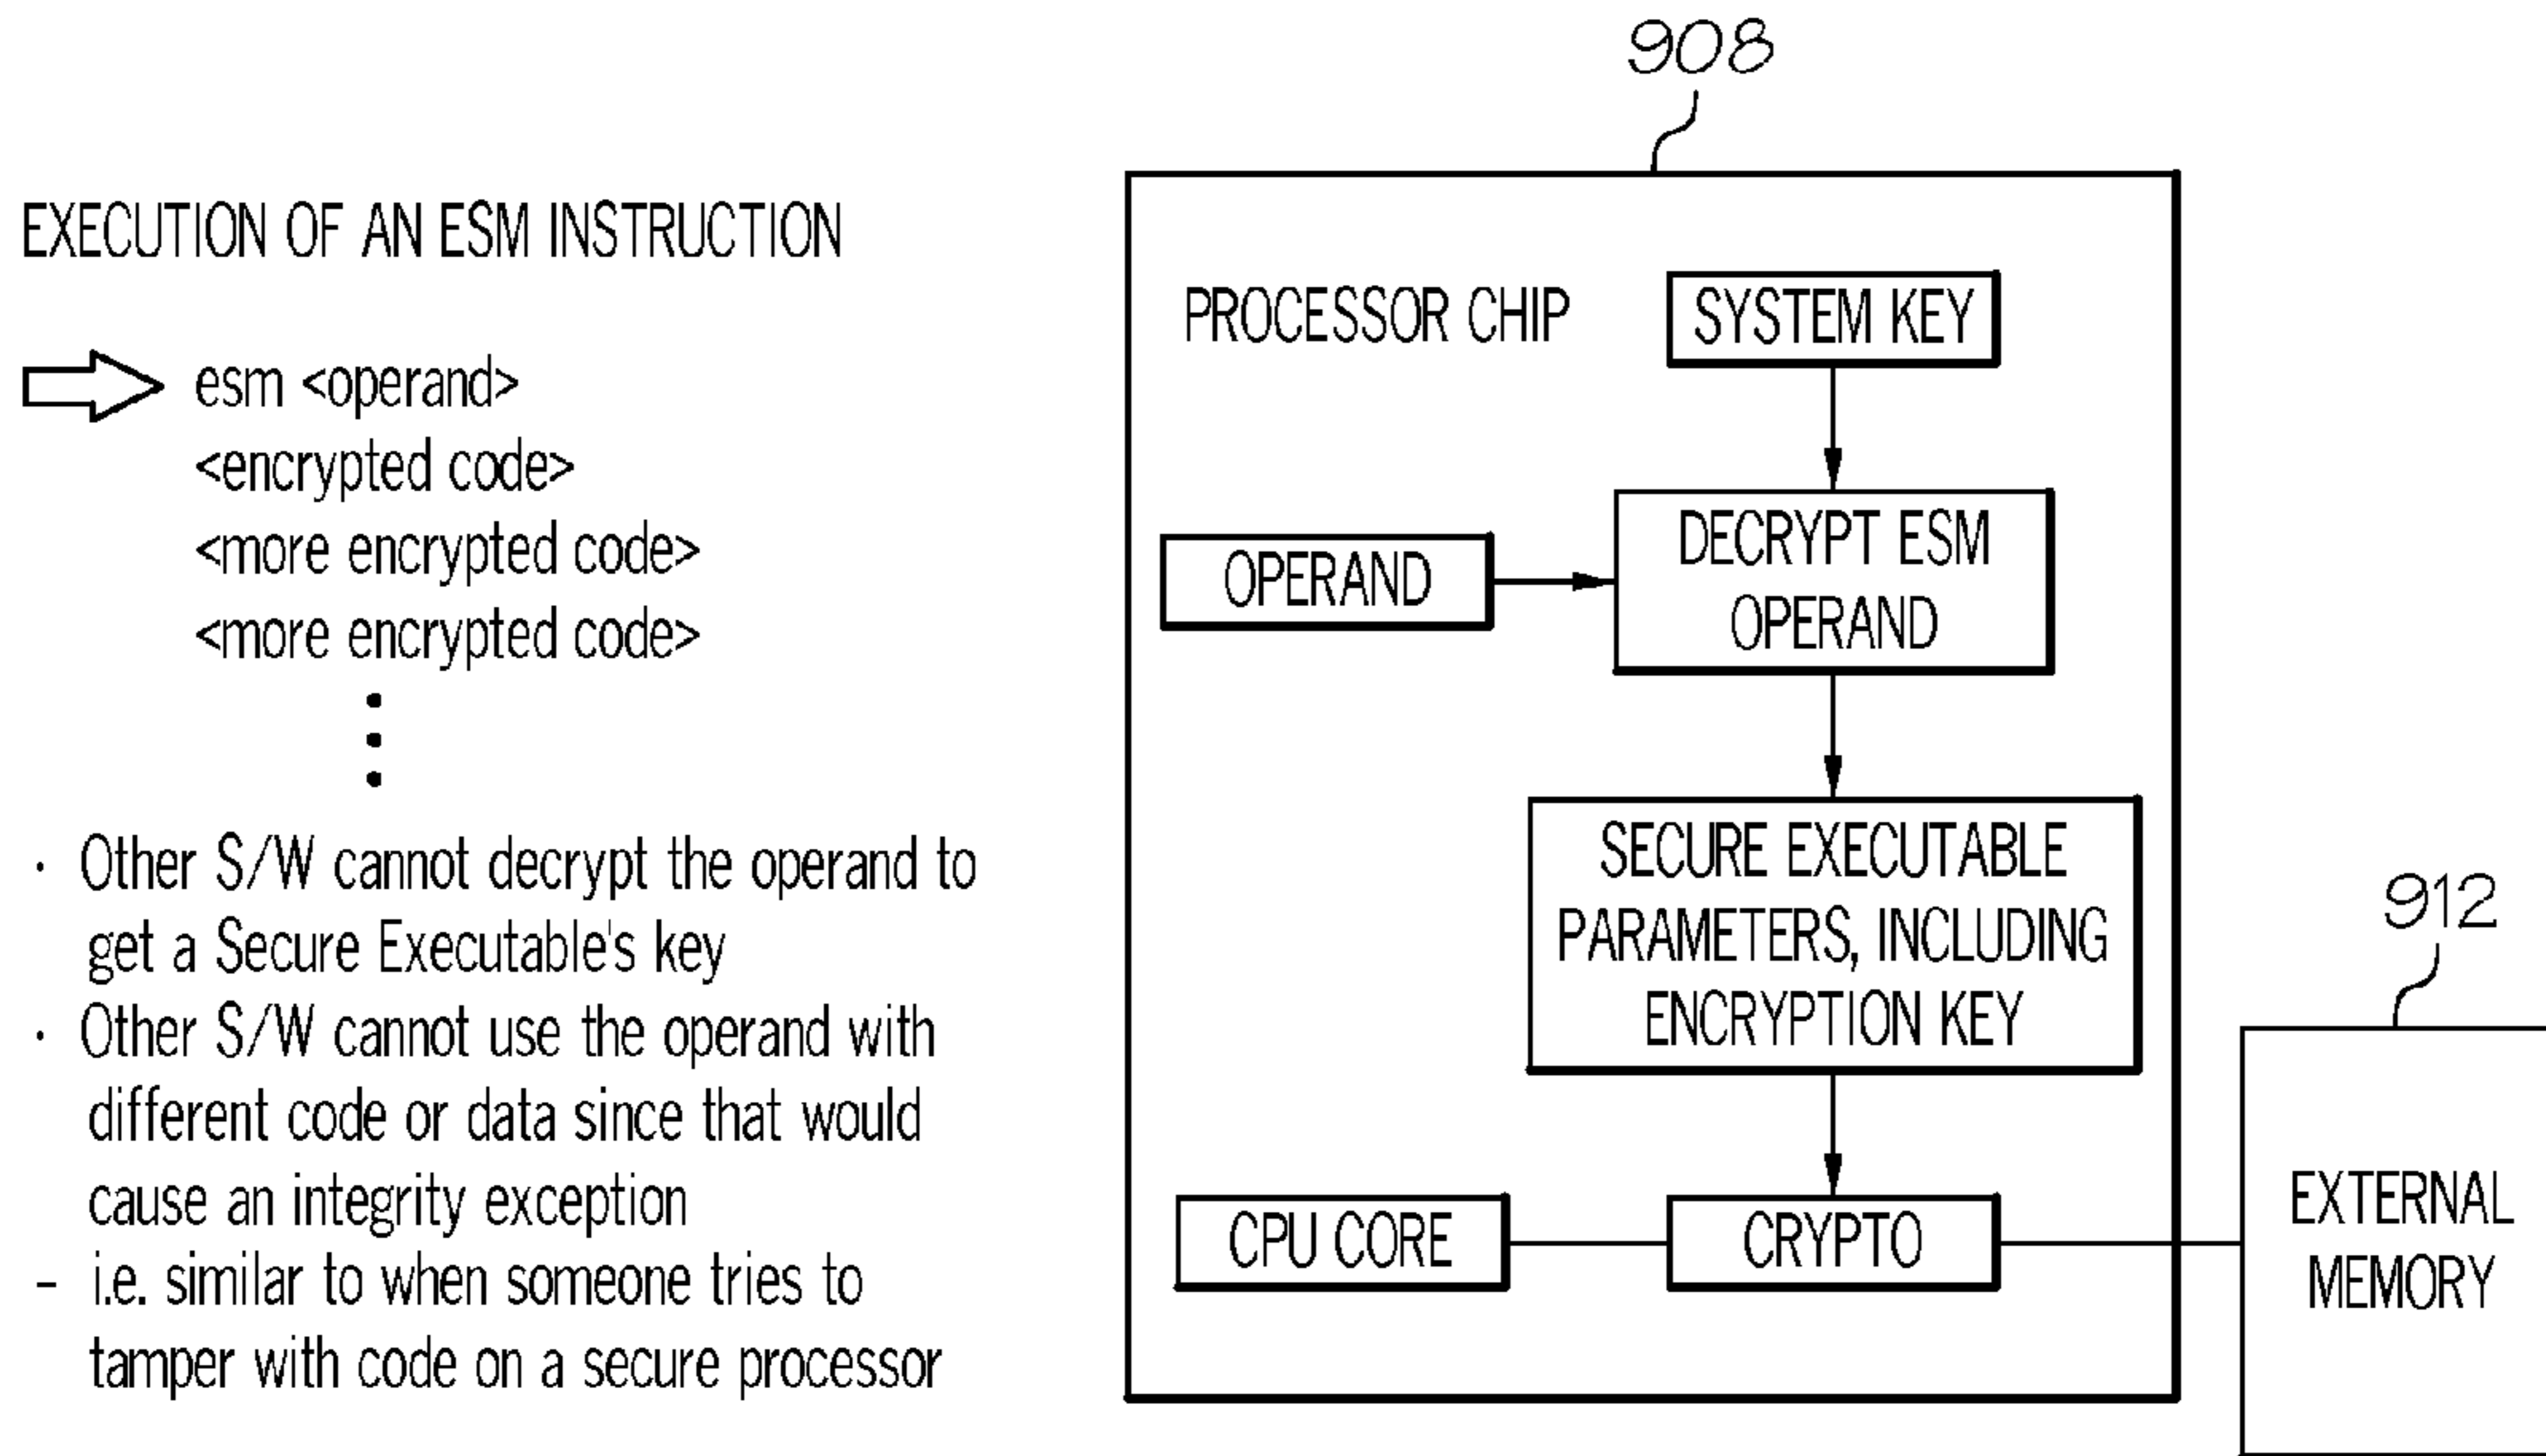 EXECUTION OF AN ESM INSTRUCTION
esm <operand>
<encrypted code>
<more encrypted code>
<more encrypted code>
· Other S/W cannot decrypt the operand to
get a Secure Executable's key
· Other S/W cannot use the operand with
different code or data since that would
cause an integrity exception
- i.e. similar to when someone tries to
tamper with code on a secure processor
908
PROCESSOR CHIP
SYSTEM KEY
OPERAND
DECRYPT ESM
OPERAND
SECURE EXECUTABLE
PARAMETERS, INCLUDING
ENCRYPTION KEY
CPU CORE
CRYPTO
912
EXTERNAL
MEMORY